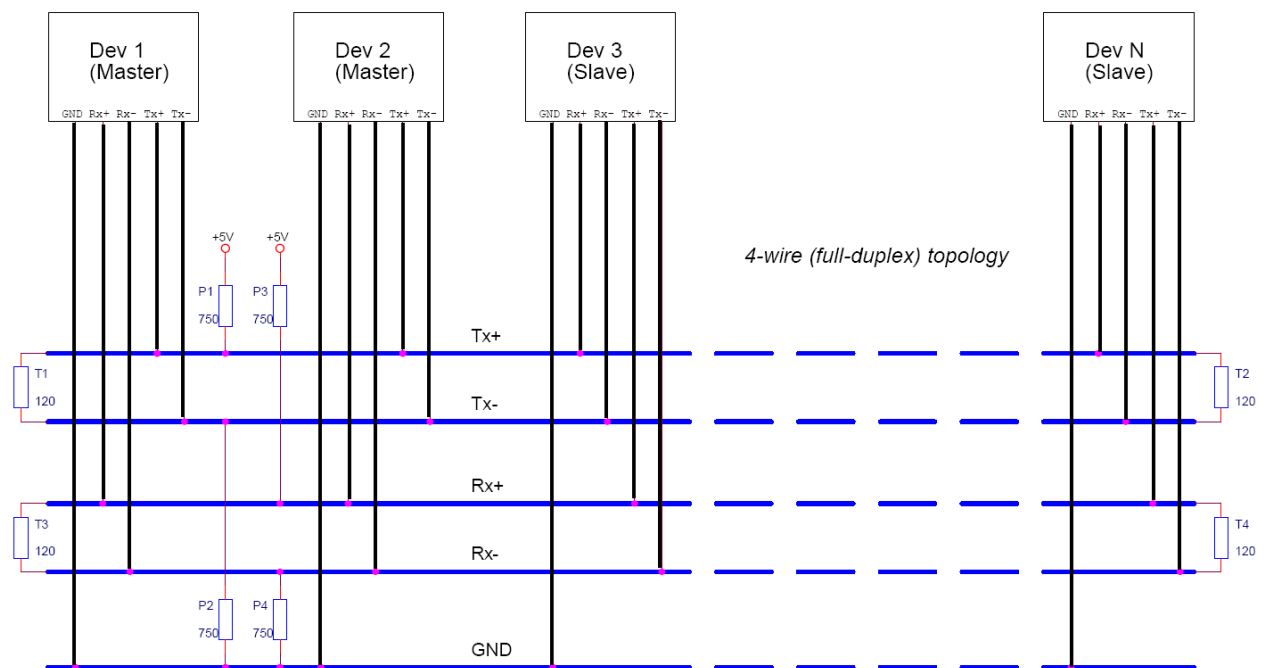 Dev 1
(Master)
GND Rx+ Rx- Tx+ Tx-
Dev 2
(Master)
GND Rx+ Rx- Tx+ Tx-
Dev 3
(Slave)
GND Rx+ Rx- Tx+ Tx-
Dev N
(Slave)
GND Rx+ Rx- Tx+ Tx-
+5V
+5V
4-wire (full-duplex) topology
P1
750
P3
750
Tx+
T1
120
T2
120
Tx-
Rx+
T3
120
T4
120
Rx-
P2
750
P4
750
GND